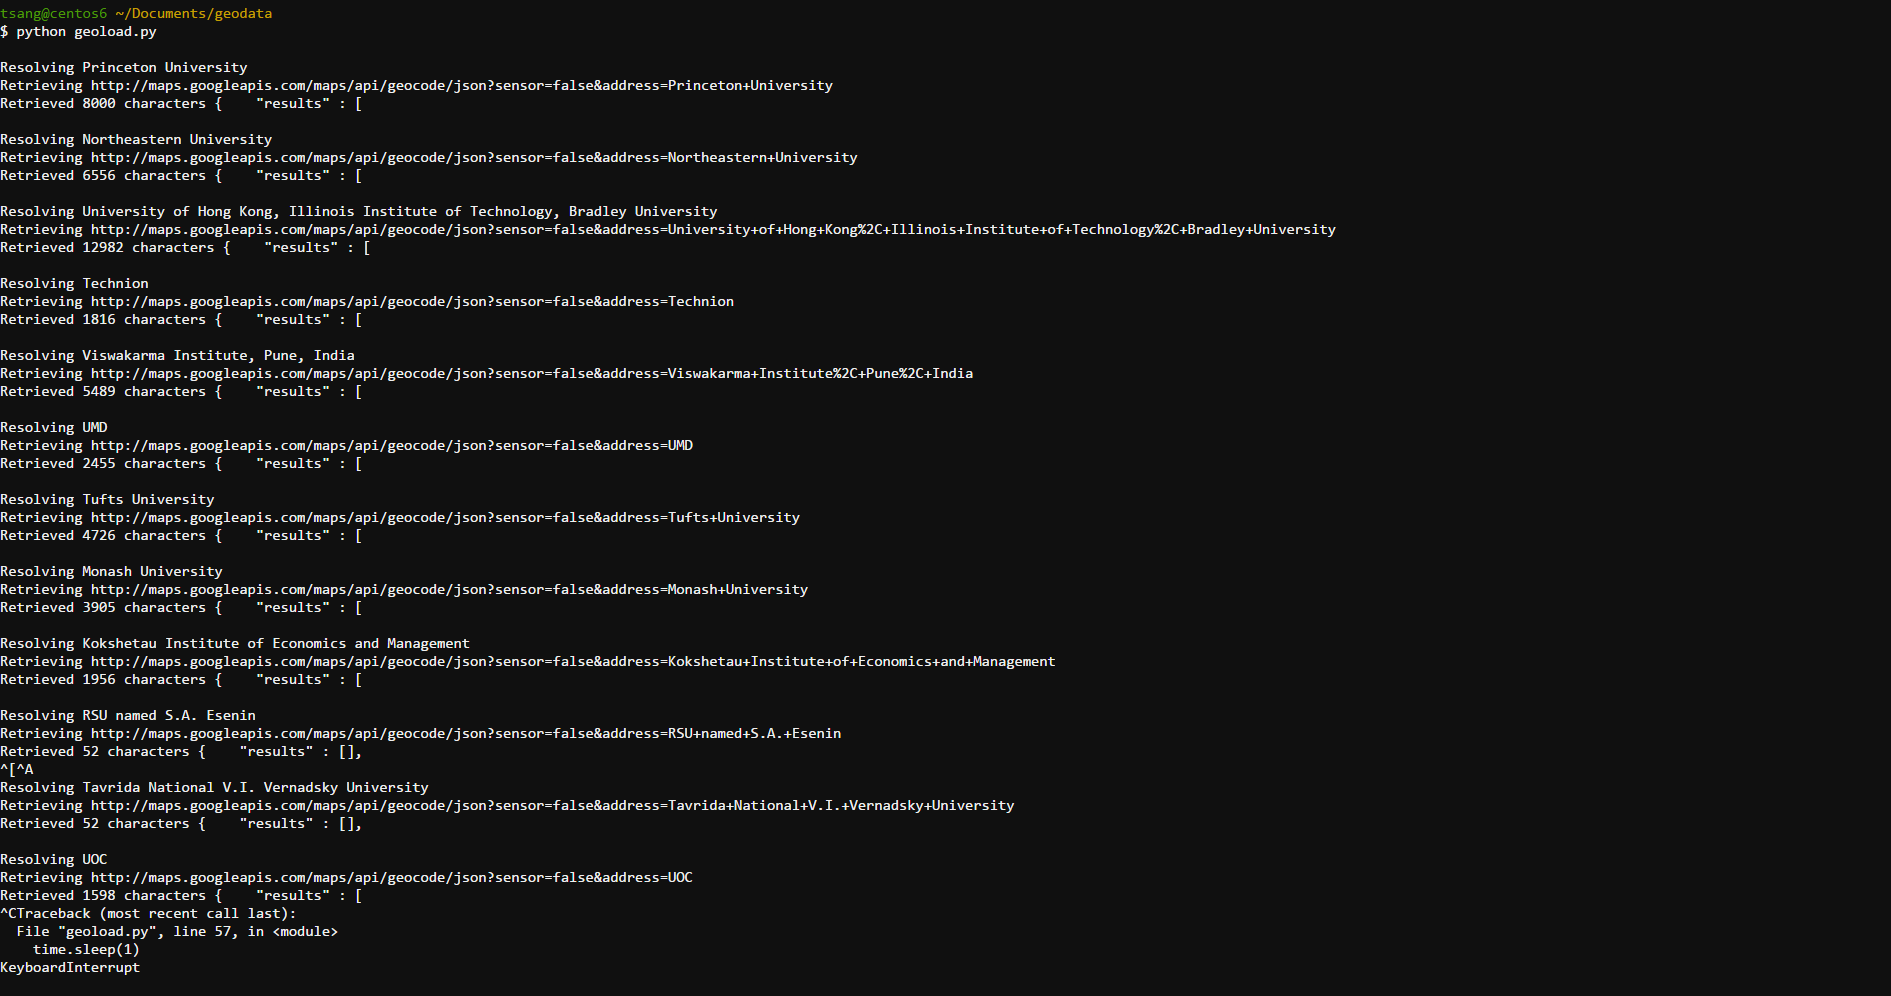 tsang@centos6 ~/Documents/geodata
$ python geoload.py
Resolving Princeton University
Retrieving http://maps.googleapis.com/maps/api/geocode/json?sensor=false&address=Princeton+University
Retrieved 8000 characters {    "results" : [
Resolving Northeastern University
Retrieving http://maps.googleapis.com/maps/api/geocode/json?sensor=false&address=Northeastern+University
Retrieved 6556 characters {    "results" : [
Resolving University of Hong Kong, Illinois Institute of Technology, Bradley University
Retrieving http://maps.googleapis.com/maps/api/geocode/json?sensor=false&address=University+of+Hong+Kong%2C+Illinois+Institute+of+Technology%2C+Bradley+University
Retrieved 12982 characters {    "results" : [
Resolving Technion
Retrieving http://maps.googleapis.com/maps/api/geocode/json?sensor=false&address=Technion
Retrieved 1816 characters {    "results" : [
Resolving Viswakarma Institute, Pune, India
Retrieving http://maps.googleapis.com/maps/api/geocode/json?sensor=false&address=Viswakarma+Institute%2C+Pune%2C+India
Retrieved 5489 characters {    "results" : [
Resolving UMD
Retrieving http://maps.googleapis.com/maps/api/geocode/json?sensor=false&address=UMD
Retrieved 2455 characters {    "results" : [
Resolving Tufts University
Retrieving http://maps.googleapis.com/maps/api/geocode/json?sensor=false&address=Tufts+University
Retrieved 4726 characters {    "results" : [
Resolving Monash University
Retrieving http://maps.googleapis.com/maps/api/geocode/json?sensor=false&address=Monash+University
Retrieved 3905 characters {    "results" : [
Resolving Kokshetau Institute of Economics and Management
Retrieving http://maps.googleapis.com/maps/api/geocode/json?sensor=false&address=Kokshetau+Institute+of+Economics+and+Management
Retrieved 1956 characters {    "results" : [
Resolving RSU named S.A. Esenin
Retrieving http://maps.googleapis.com/maps/api/geocode/json?sensor=false&address=RSU+named+S.A.+Esenin
Retrieved 52 characters {    "results" : [],
^[^A
Resolving Tavrida National V.I. Vernadsky University
Retrieving http://maps.googleapis.com/maps/api/geocode/json?sensor=false&address=Tavrida+National+V.I.+Vernadsky+University
Retrieved 52 characters {    "results" : [],
Resolving UOC
Retrieving http://maps.googleapis.com/maps/api/geocode/json?sensor=false&address=UOC
Retrieved 1598 characters {    "results" : [
^CTraceback (most recent call last):
  File "geoload.py", line 57, in <module>
    time.sleep(1)
KeyboardInterrupt